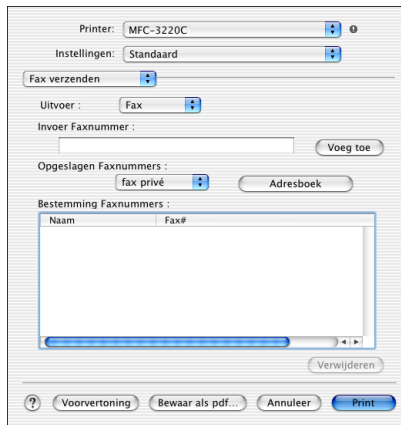 Printer: MFC-3220C
Instellingen: Standaard
Fax verzenden
Uitvoer : Fax
Invoer Faxnummer :
Voeg toe
Opgeslagen Faxnummers :
fax privé Adresboek
Bestemming Faxnummers :
Naam Fax#
Verwijderen
? Voorvertoning Bewaar als pdf... Annuleer Print